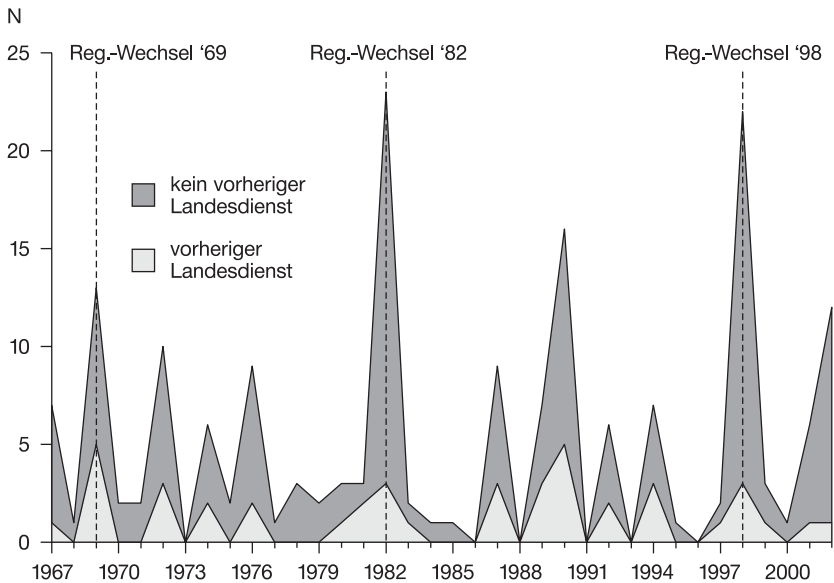 N
Reg.-Wechsel ‘69
Reg.-Wechsel ‘82
Reg.-Wechsel ‘98
25
20
15
10
5
0
kein vorheriger
Landesdienst
vorheriger
Landesdienst
1967 1970 1973 1976 1979 1982 1985 1988 1991 1994 1997 2000